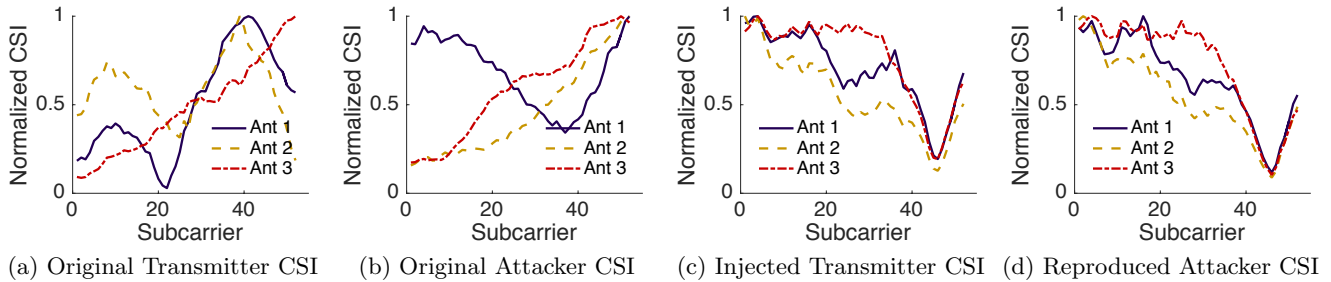 Normalized CSI
1
0.5
0
0
20
40
Subcarrier
Ant 1
Ant 2
Ant 3
(a) Original Transmitter CSI
Normalized CSI
1
0.5
0
0
20
40
Subcarrier
Ant 1
Ant 2
Ant 3
(b) Original Attacker CSI
Normalized CSI
1
0.5
0
0
20
40
Subcarrier
Ant 1
Ant 2
Ant 3
(c) Injected Transmitter CSI
Normalized CSI
1
0.5
0
0
20
40
Subcarrier
Ant 1
Ant 2
Ant 3
(d) Reproduced Attacker CSI